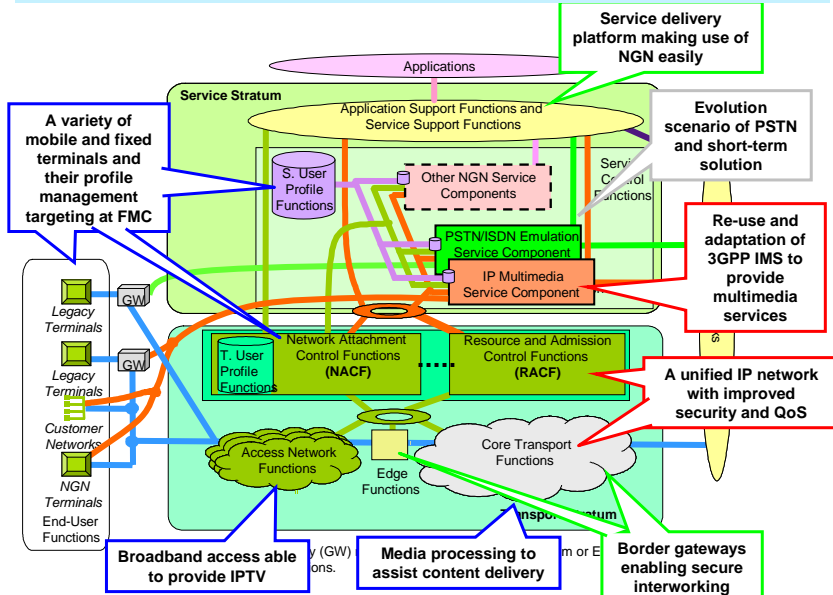 Service delivery
platform making use of
NGN easily
Applications
Service Stratum
Application Support Functions and
Service Support Functions
A variety of
mobile and fixed
terminals and
their profile
management
targeting at FMC
Evolution
scenario of PSTN
and short-term
solution
S. User
Profile
Functions
Other NGN Service
Components
Functions
PSTN/ISDN Emulation
Service Component
IP Multimedia
Service Component
Re-use and
adaptation of
3GPP IMS to
provide
multimedia
services
GW
Legacy
Terminals
GW
Legacy
Terminals
Customer
Networks
NGN
Terminals
End-User
Functions
T. User
Profile
Functions
Network Attachment
Control Functions
(NACF)
Resource and Admission
Control Functions
(RACF)
A unified IP network
with improved
security and QoS
Access Network
Functions
Edge
Functions
Core Transport
Functions
Broadband access able
to provide IPTV
(GW)
Media processing to
assist content delivery
or
Border gateways
enabling secure
interworking